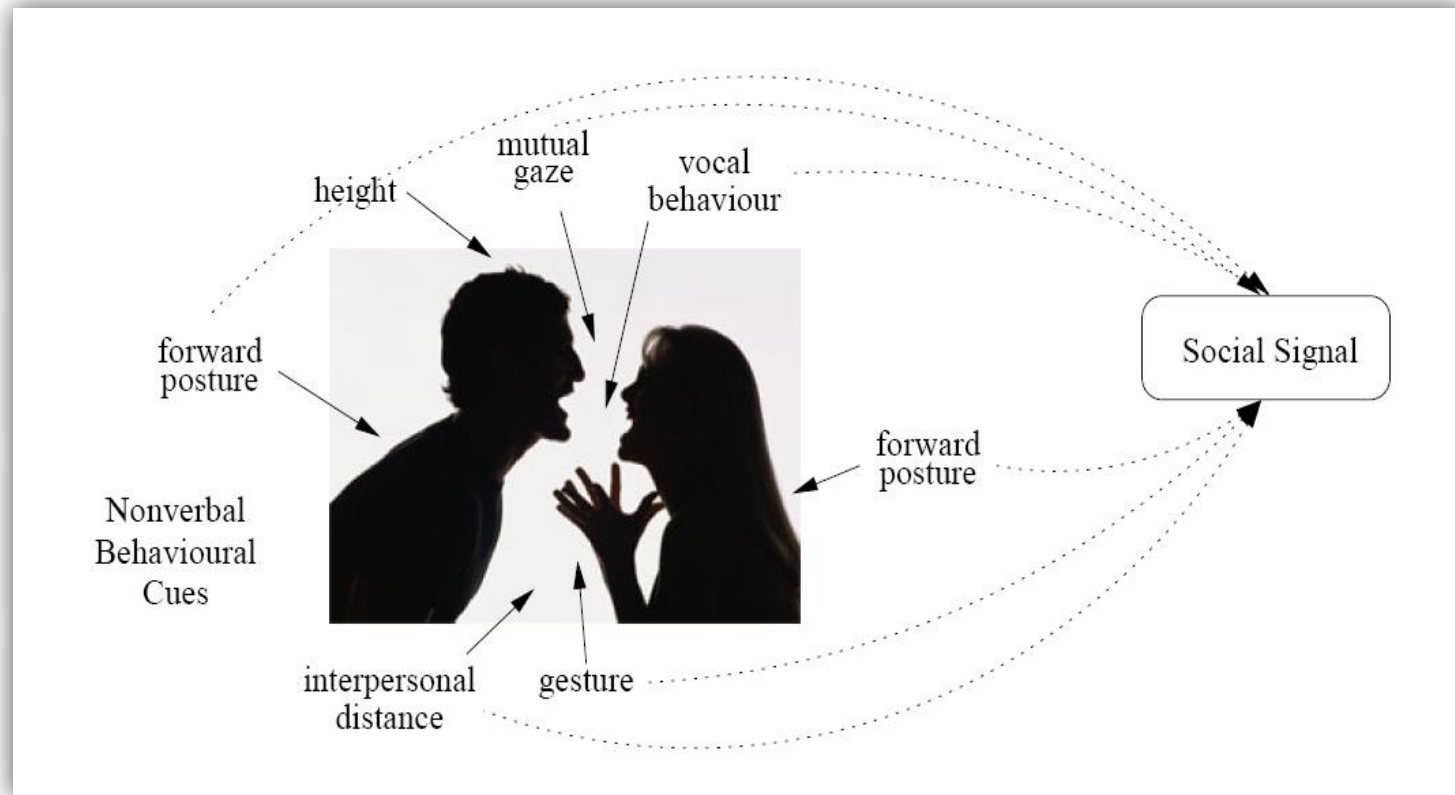 mutual
gaze
vocal
behaviour
height
forward
posture
Social Signal
forward
posture
Nonverbal
Behavioural
Cues
interpersonal
distance
gesture